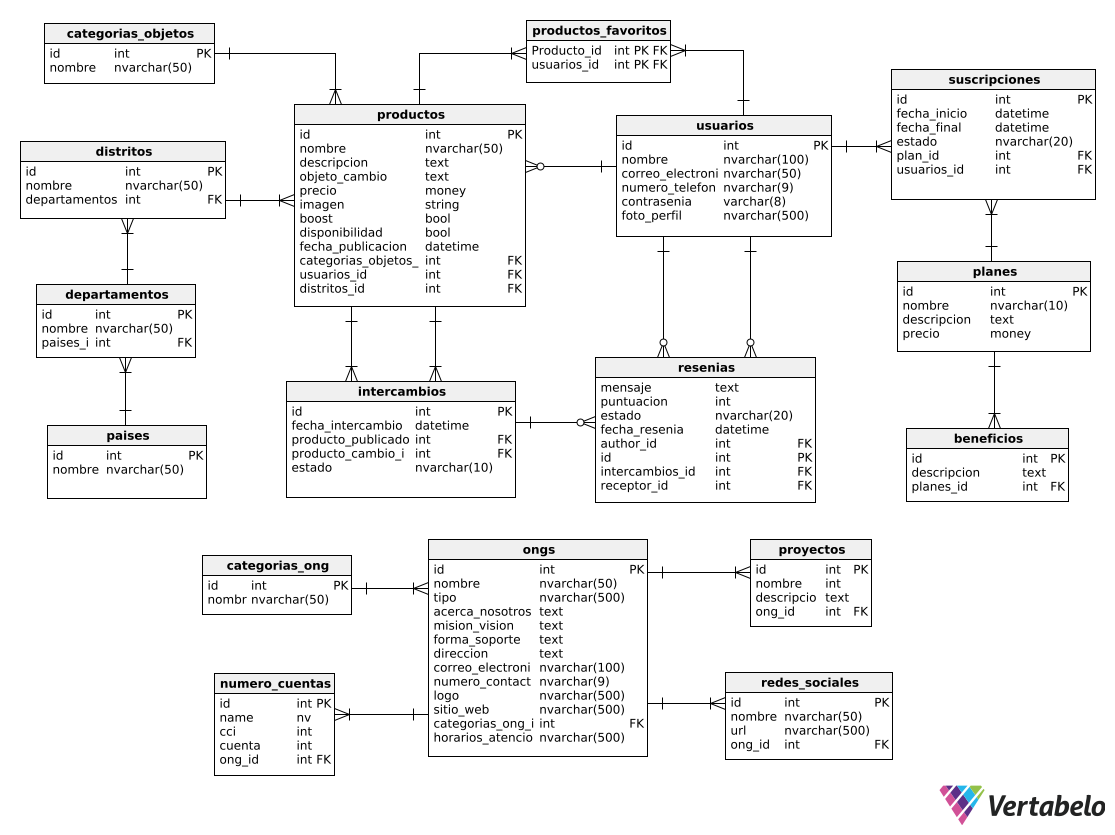 categorias_objetos
id int PK
nombre nvarchar(50)
productos_favoritos
Producto_id int PK FK
usuarios_id int PK FK
suscripciones
id int PK
fecha_inicio datetime
fecha_final datetime
estado nvarchar(20)
plan_id int FK
usuarios_id int FK
productos
id int PK
nombre nvarchar(50)
descripcion text
objeto_cambio text
precio money
imagen string
boost bool
disponibilidad bool
fecha_publicacion datetime
categorias_objetos_ int FK
usuarios_id int FK
distritos_id int FK
usuarios
id int PK
nombre nvarchar(100)
correo_electroni nvarchar(50)
numero_telefon nvarchar(9)
contrasenia varchar(8)
foto_perfil nvarchar(500)
distritos
id int PK
nombre nvarchar(50)
departamentos int FK
departamentos
id int PK
nombre nvarchar(50)
paises_i int FK
planes
id int PK
nombre nvarchar(10)
descripcion text
precio money
paises
id int PK
nombre nvarchar(50)
intercambios
id int PK
fecha_intercambio datetime
producto_publicado int FK
producto_cambio_i int FK
estado nvarchar(10)
resenias
mensaje text
puntuacion int
estado nvarchar(20)
fecha_resenia datetime
author_id int FK
id int PK
intercambios_id int FK
receptor_id int FK
beneficios
id int PK
descripcion text
planes_id int FK
categorias_ong
id int PK
nombr nvarchar(50)
ongs
id int PK
nombre nvarchar(50)
tipo nvarchar(500)
acerca_nosotros text
mision_vision text
forma_soporte text
direccion text
correo_electroni nvarchar(100)
numero_contact nvarchar(9)
logo nvarchar(500)
sitio_web nvarchar(500)
categorias_ong_i int FK
horarios_atencio nvarchar(500)
proyectos
id int PK
nombre int
descripcio text
ong_id int FK
numero_cuentas
id int PK
name nv
cci int
cuenta int
ong_id int FK
redes_sociales
id int PK
nombre nvarchar(50)
url nvarchar(500)
ong_id int FK
Vertabelo